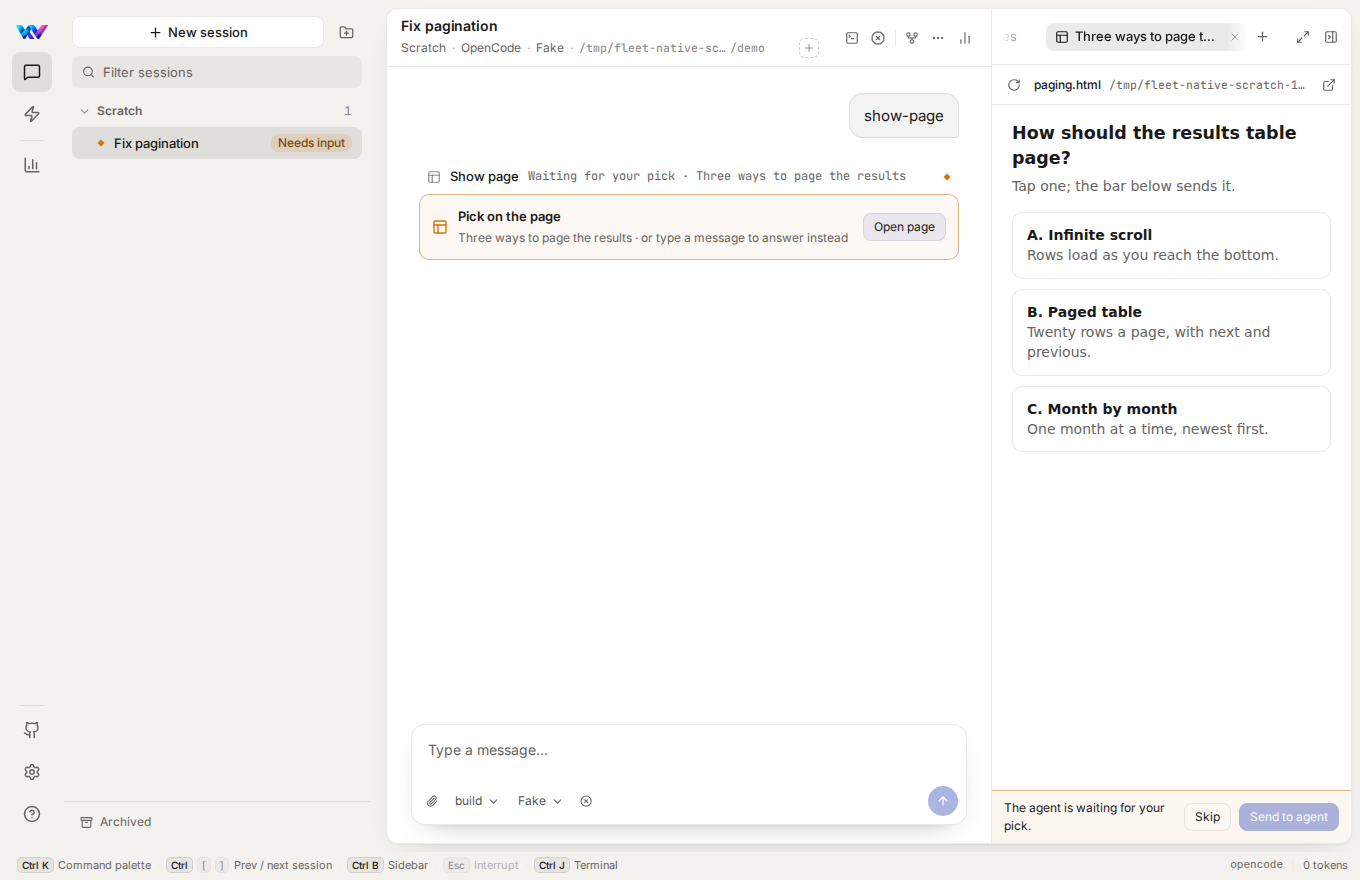 New session
Filter sessions
Scratch 1
Fix pagination Needs input
Archived
Fix pagination
Scratch · OpenCode · Fake · /tmp/fleet-native-sc… /demo
show-page
Show page Waiting for your pick · Three ways to page the results
Pick on the page
Three ways to page the results · or type a message to answer instead
Open page
Type a message...
build Fake
es Three ways to page t...
paging.html /tmp/fleet-native-scratch-1…
How should the results table
page?
Tap one; the bar below sends it.
A. Infinite scroll
Rows load as you reach the bottom.
B. Paged table
Twenty rows a page, with next and
previous.
C. Month by month
One month at a time, newest first.
The agent is waiting for your
pick.
Skip
Send to agent
Ctrl K Command palette Ctrl [ ] Prev / next session Ctrl B Sidebar Esc Interrupt Ctrl J Terminal opencode 0 tokens